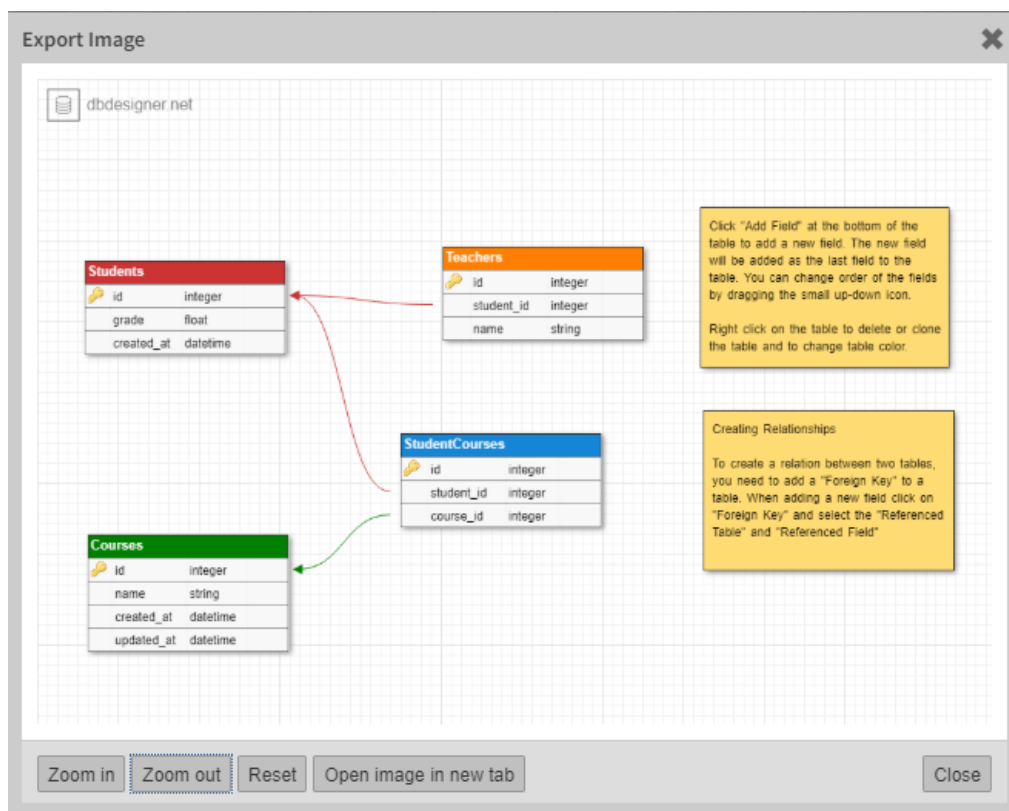 Export Image
dbdesigner.net
Students
id integer
grade float
created_at datetime
Teachers
id integer
student_id integer
name string
Click "Add Field" at the bottom of the
table to add a new field. The new field
will be added as the last field to the
table. You can change order of the fields
by dragging the small up-down icon.
Right click on the table to delete or clone
the table and to change table color.
StudentCourses
id integer
student_id integer
course_id integer
Creating Relationships
To create a relation between two tables,
you need to add a "Foreign Key" to a
table. When adding a new field click on
"Foreign Key" and select the "Referenced
Table" and "Referenced Field"
Courses
id integer
name string
created_at datetime
updated_at datetime
Zoom in Zoom out Reset Open image in new tab Close